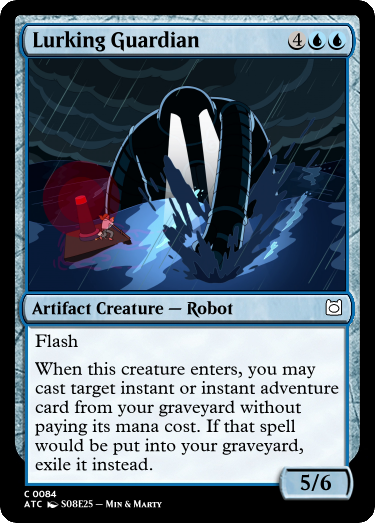 Lurking Guardian 4
Artifact Creature — Robot
Flash
When this creature enters, you may
cast target instant or instant adventure
card from your graveyard without
paying its mana cost. If that spell
would be put into your graveyard,
exile it instead.
5/6
C 0084
ATC S08E25 — Min & Marty